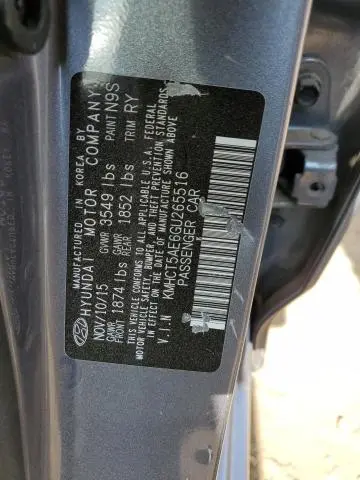 MANUFACTURED IN KOREA BY
HYUNDAI MOTOR COMPANY
NOV/10/15 GVWR 3549 lbs PAINT N9S
GAWR FRONT 1874 lbs GAWR REAR 1852 lbs TRIM RY
THIS VEHICLE CONFORMS TO ALL APPLICABLE U.S.A. FEDERAL
MOTOR VEHICLE SAFETY, BUMPER, AND THEFT PREVENTION STANDARDS
IN EFFECT ON THE DATE OF MANUFACTURE SHOWN ABOVE
V.I.N KMHCT5AE6GU265516
PASSENGER CAR